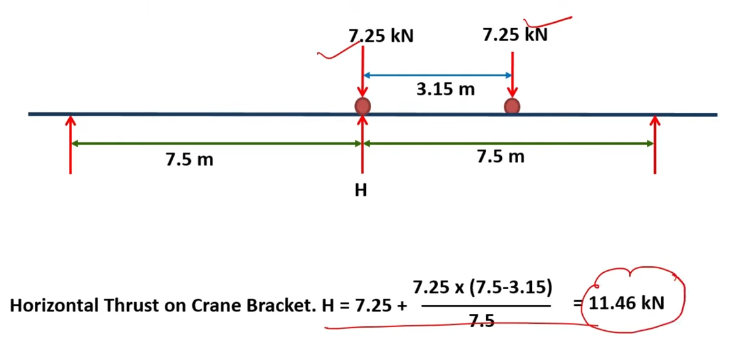 7.25 kN 7.25 kN
3.15 m
7.5 m 7.5 m
H
Horizontal Thrust on Crane Bracket. H = 7.25 + 7.25 x (7.5-3.15) / 7.5 = 11.46 kN